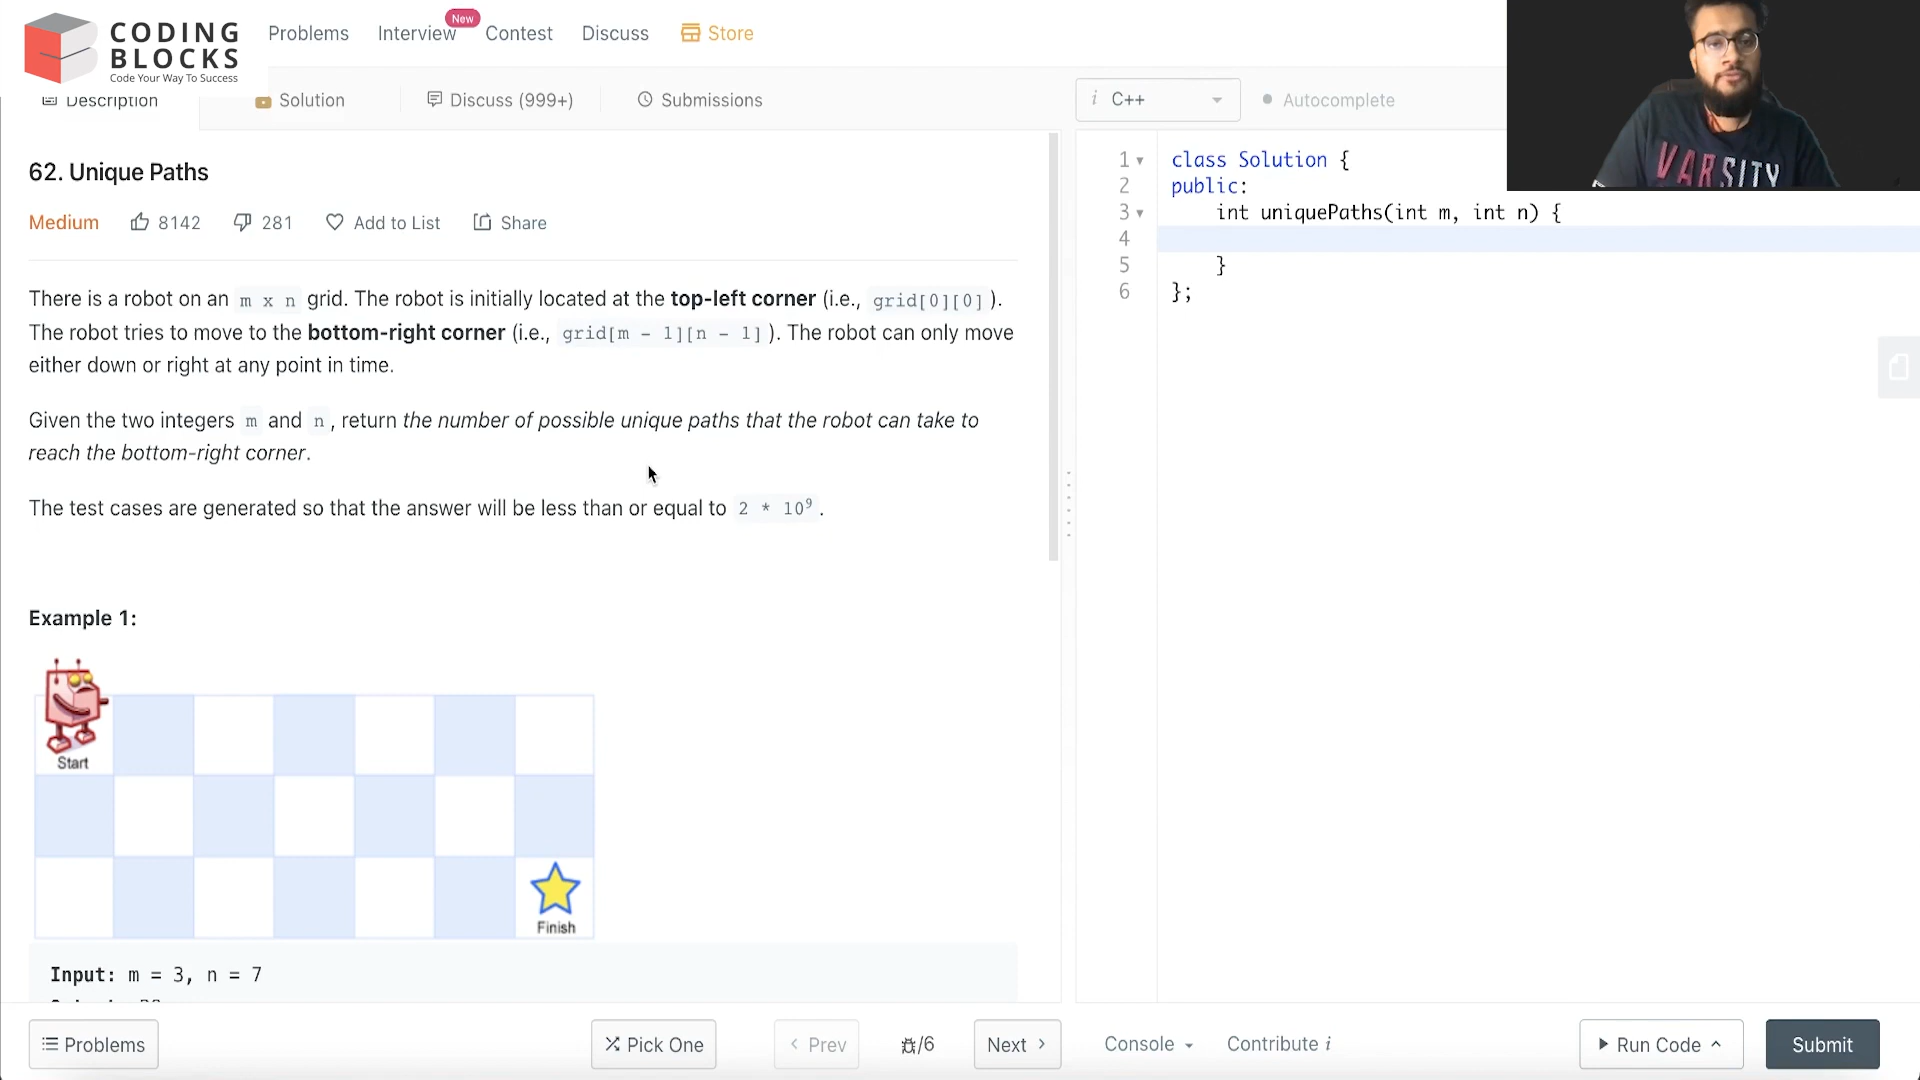 CODING
BLOCKS
Code Your Way To Success
Problems
Interview
New
Contest
Discuss
Store
Description
Solution
Discuss (999+)
Submissions
i C++
Autocomplete
62. Unique Paths
Medium 8142 281 Add to List Share
There is a robot on an m x n grid. The robot is initially located at the top-left corner (i.e., grid[0][0]).
The robot tries to move to the bottom-right corner (i.e., grid[m - 1][n - 1]). The robot can only move
either down or right at any point in time.
Given the two integers m and n, return the number of possible unique paths that the robot can take to
reach the bottom-right corner.
The test cases are generated so that the answer will be less than or equal to 2 * 10⁹.
Example 1:
Start
Finish
Input: m = 3, n = 7
1 class Solution {
2 public:
3 int uniquePaths(int m, int n) {
4
5 }
6 };
VARSITY
Problems
Pick One
Prev
/6
Next
Console
Contribute i
Run Code
Submit